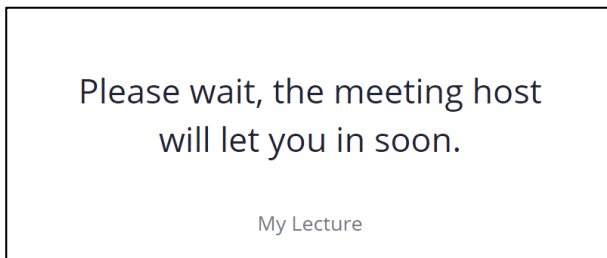 Please wait, the meeting host
will let you in soon.
My Lecture